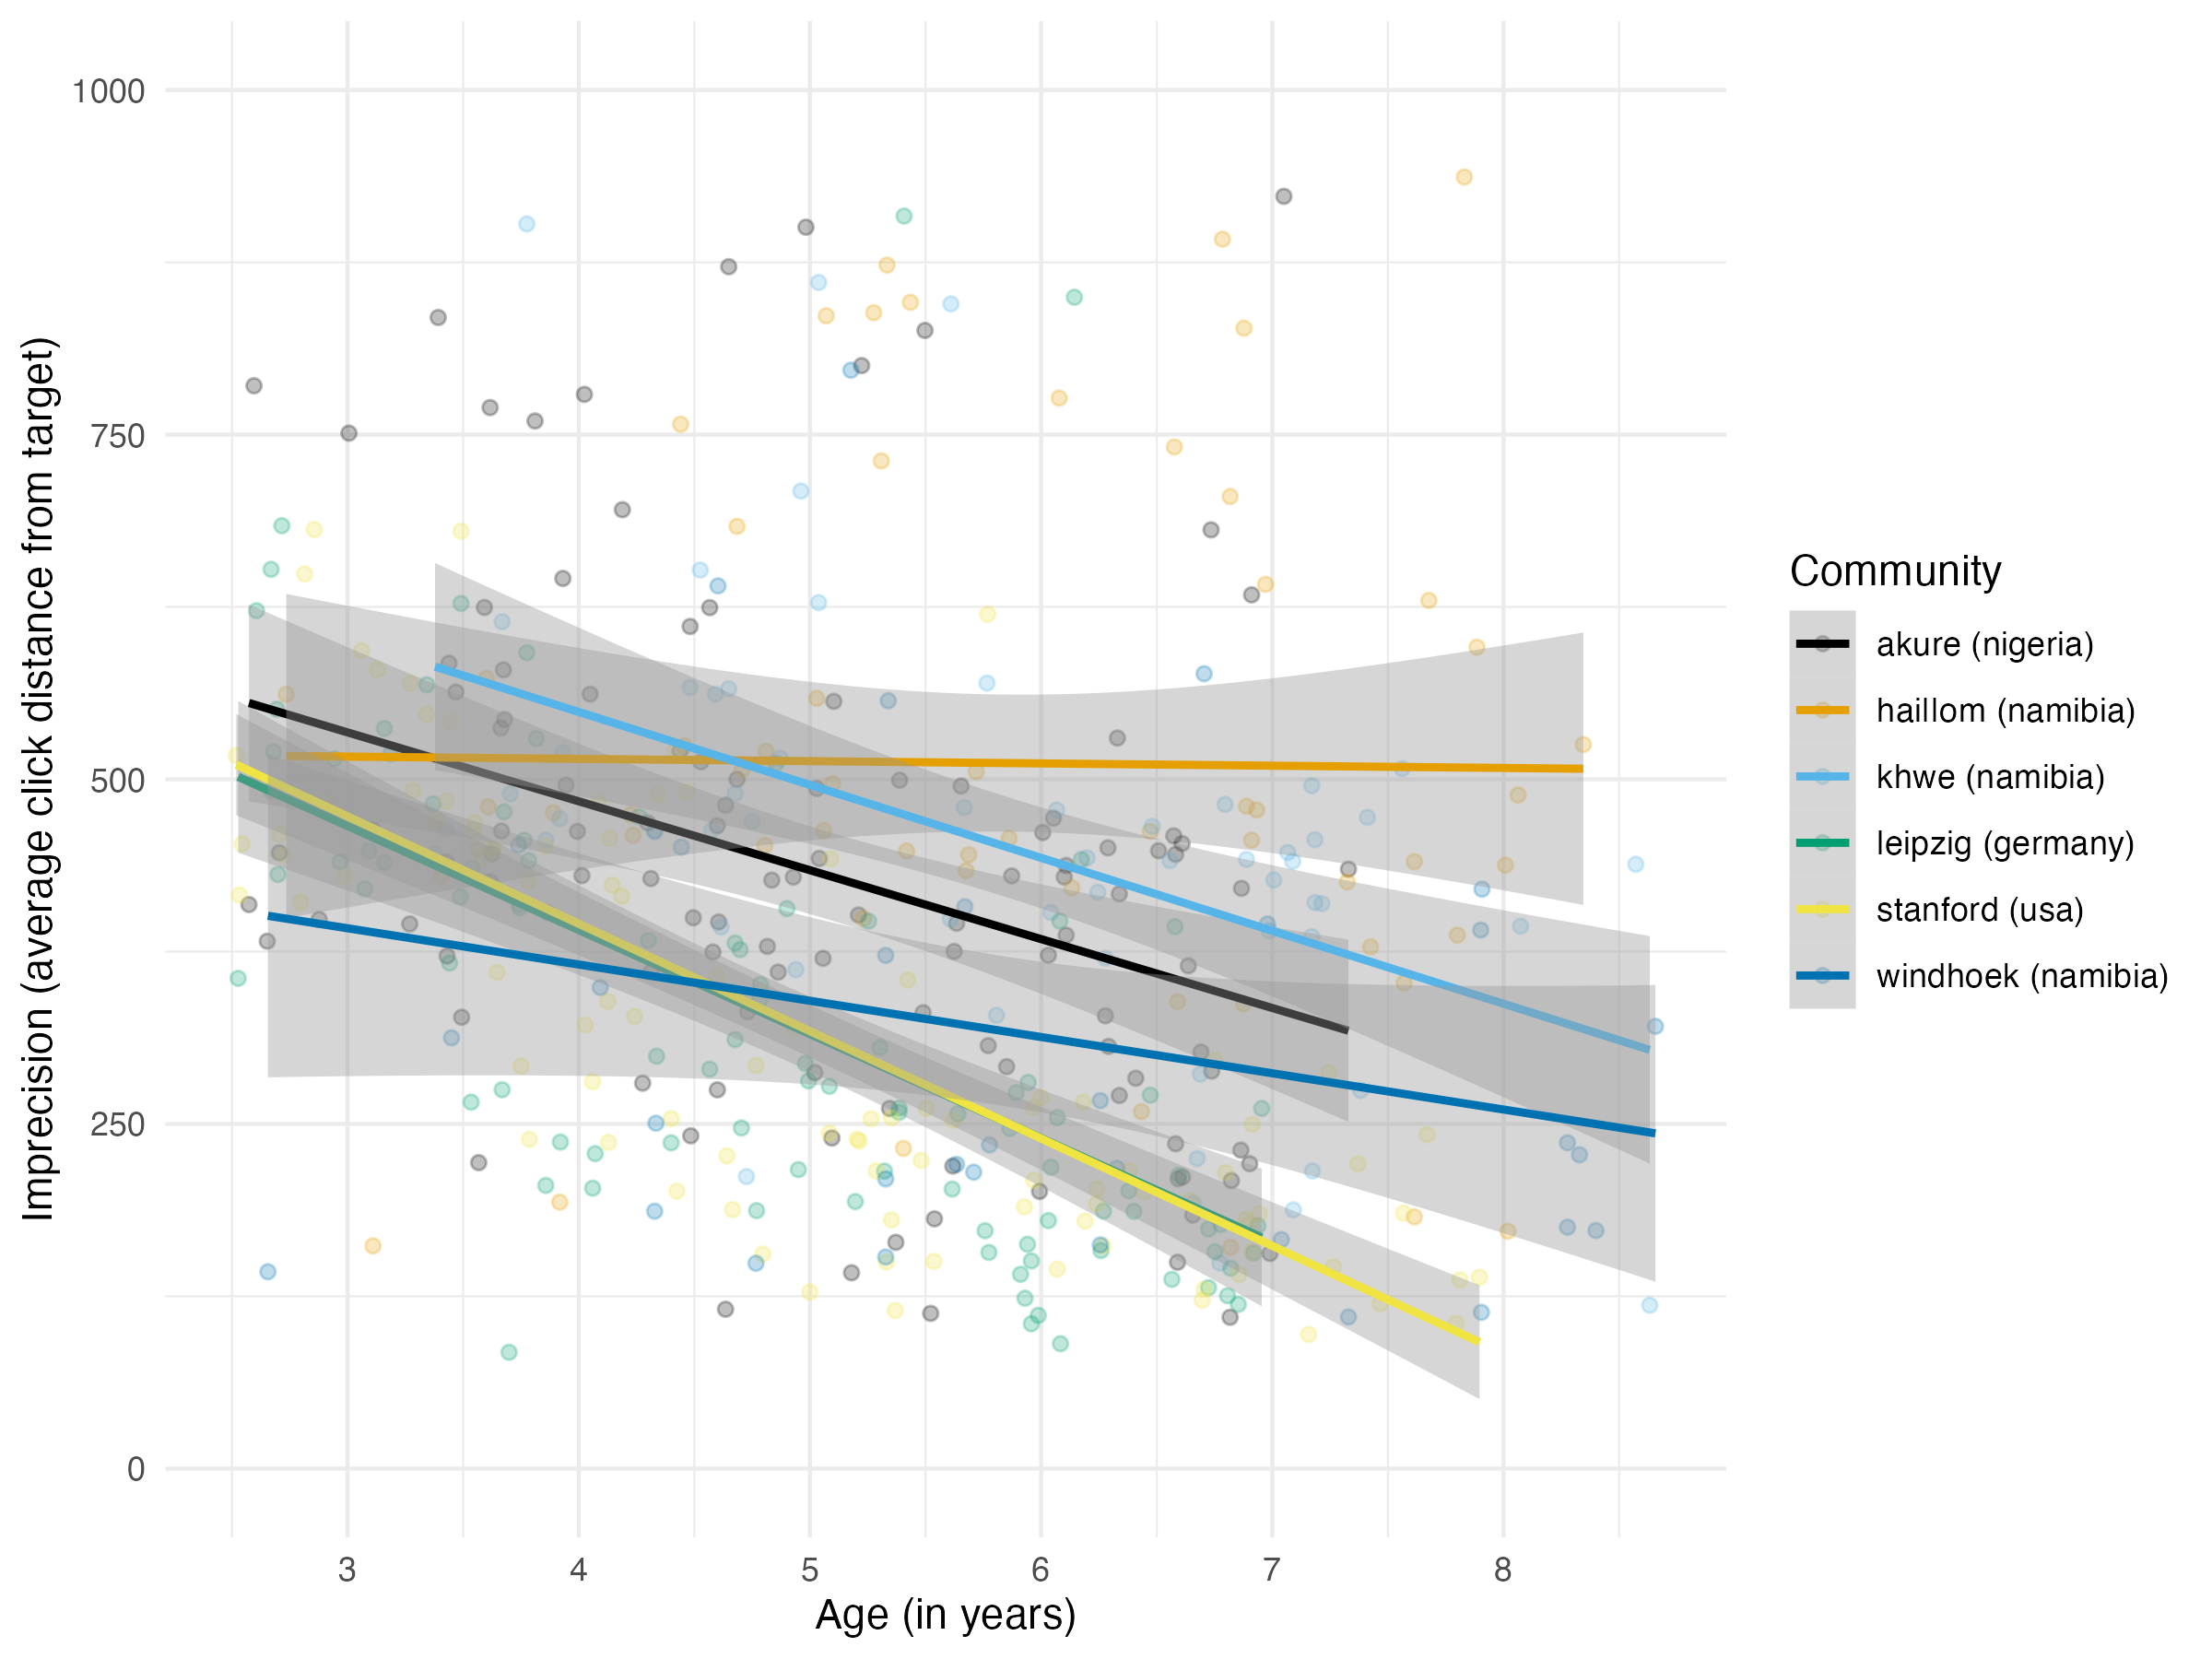 1000
750
500
250
0
Imprecision (average click distance from target)
3 4 5 6 7 8
Age (in years)
Community
akure (nigeria)
haillom (namibia)
khwe (namibia)
leipzig (germany)
stanford (usa)
windhoek (namibia)